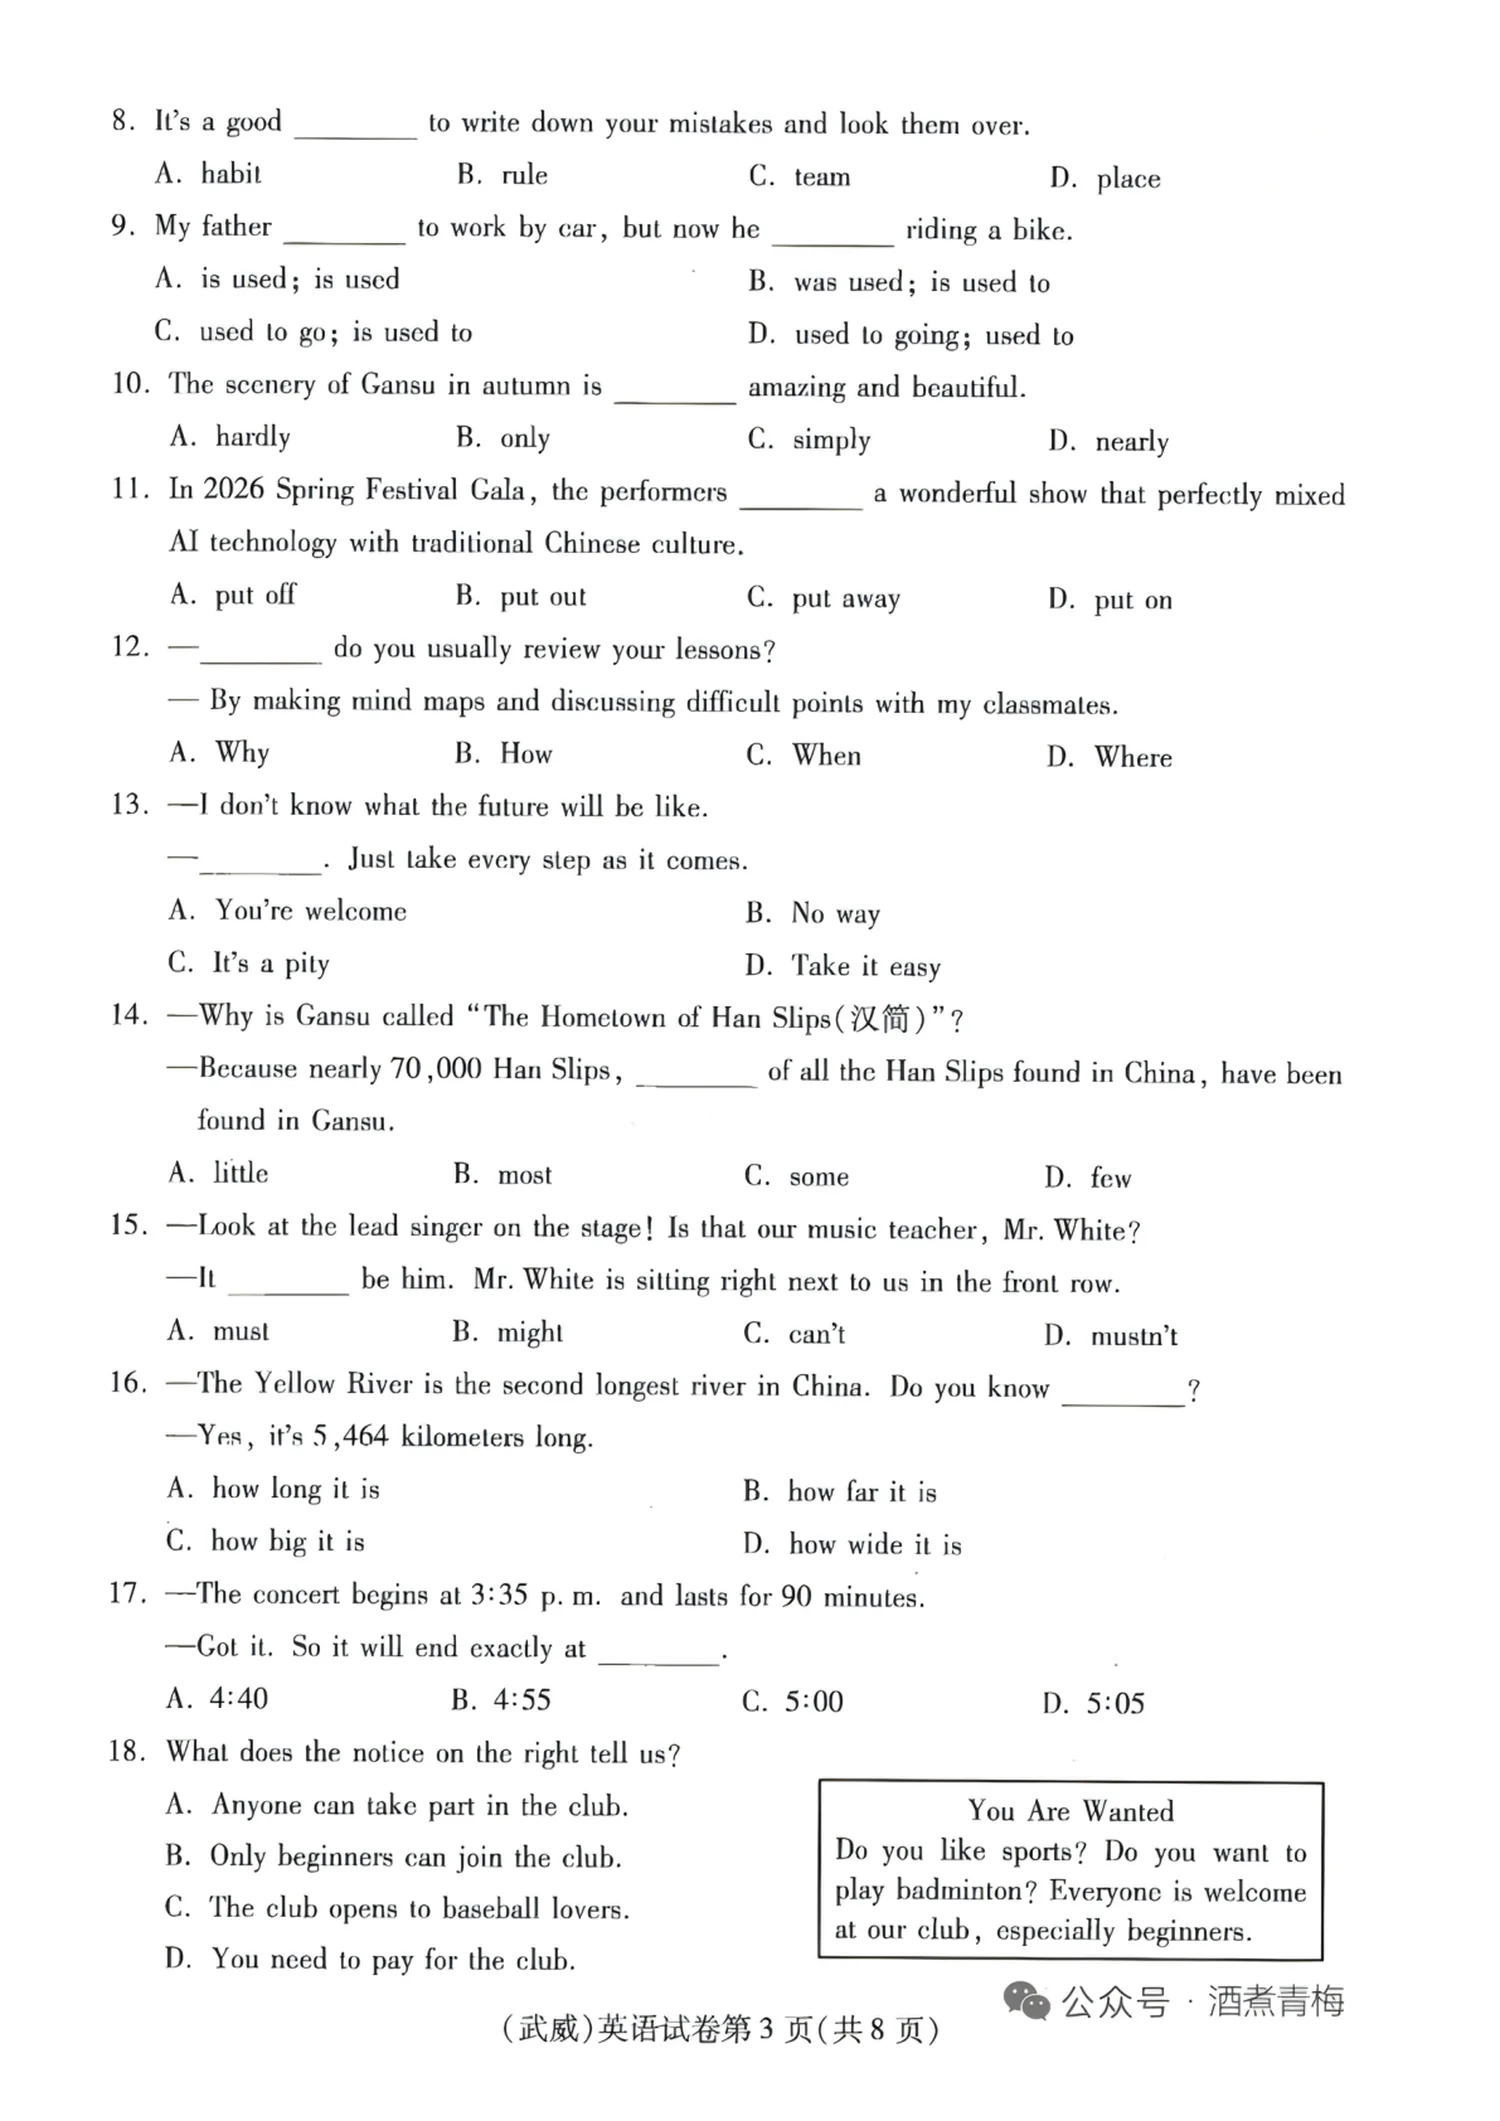 8. It's a good ________ to write down your mistakes and look them over.
A. habit B. rule C. team D. place
9. My father ________ to work by car, but now he ________ riding a bike.
A. is used; is used B. was used; is used to
C. used to go; is used to D. used to going; used to
10. The scenery of Gansu in autumn is ________ amazing and beautiful.
A. hardly B. only C. simply D. nearly
11. In 2026 Spring Festival Gala, the performers ________ a wonderful show that perfectly mixed
AI technology with traditional Chinese culture.
A. put off B. put out C. put away D. put on
12. —________ do you usually review your lessons?
— By making mind maps and discussing difficult points with my classmates.
A. Why B. How C. When D. Where
13. —I don't know what the future will be like.
—________. Just take every step as it comes.
A. You're welcome B. No way
C. It's a pity D. Take it easy
14. —Why is Gansu called “The Hometown of Han Slips(汉简)”?
—Because nearly 70,000 Han Slips, ________ of all the Han Slips found in China, have been
found in Gansu.
A. little B. most C. some D. few
15. —Look at the lead singer on the stage! Is that our music teacher, Mr. White?
—It ________ be him. Mr. White is sitting right next to us in the front row.
A. must B. might C. can't D. mustn't
16. —The Yellow River is the second longest river in China. Do you know ________?
—Yes, it's 5,464 kilometers long.
A. how long it is B. how far it is
C. how big it is D. how wide it is
17. —The concert begins at 3:35 p.m. and lasts for 90 minutes.
—Got it. So it will end exactly at ________.
A. 4:40 B. 4:55 C. 5:00 D. 5:05
18. What does the notice on the right tell us?
A. Anyone can take part in the club.
B. Only beginners can join the club.
C. The club opens to baseball lovers.
D. You need to pay for the club.
You Are Wanted
Do you like sports? Do you want to
play badminton? Everyone is welcome
at our club, especially beginners.
公众号 · 酒煮青梅
(武威)英语试卷第 3 页(共 8 页)